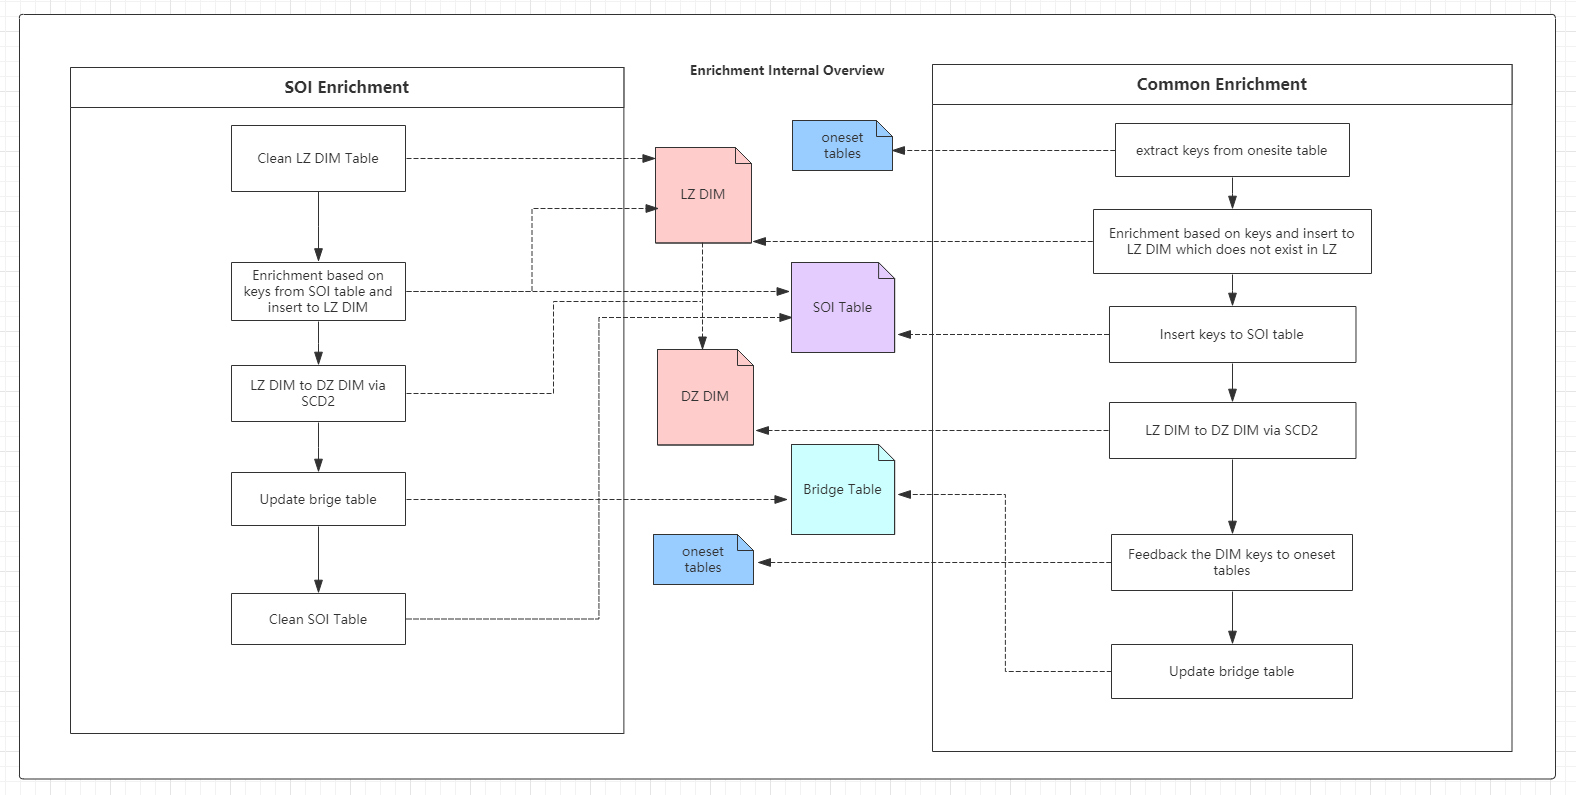 Enrichment Internal Overview
SOI Enrichment
Clean LZ DIM Table
Enrichment based on
keys from SOI table and
insert to LZ DIM
LZ DIM to DZ DIM via
SCD2
Update brige table
Clean SOI Table
LZ DIM
oneset
tables
SOI Table
DZ DIM
Bridge Table
oneset
tables
Common Enrichment
extract keys from onesite table
Enrichment based on keys and insert to
LZ DIM which does not exist in LZ
Insert keys to SOI table
LZ DIM to DZ DIM via SCD2
Feedback the DIM keys to oneset
tables
Update bridge table